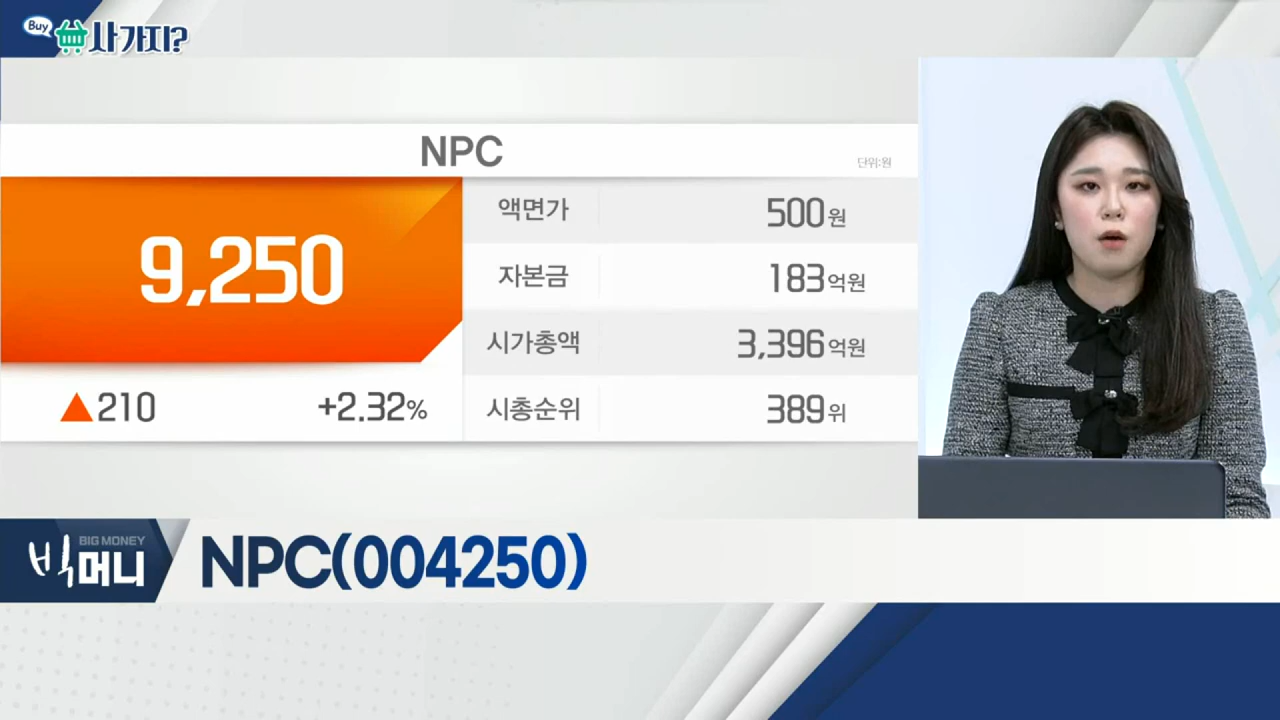 Buy 사가지?
NPC
단위:원
9,250
▲210 +2.32%
액면가 500원
자본금 183억원
시가총액 3,396억원
시총순위 389위
BIG MONEY
빅머니
NPC(004250)